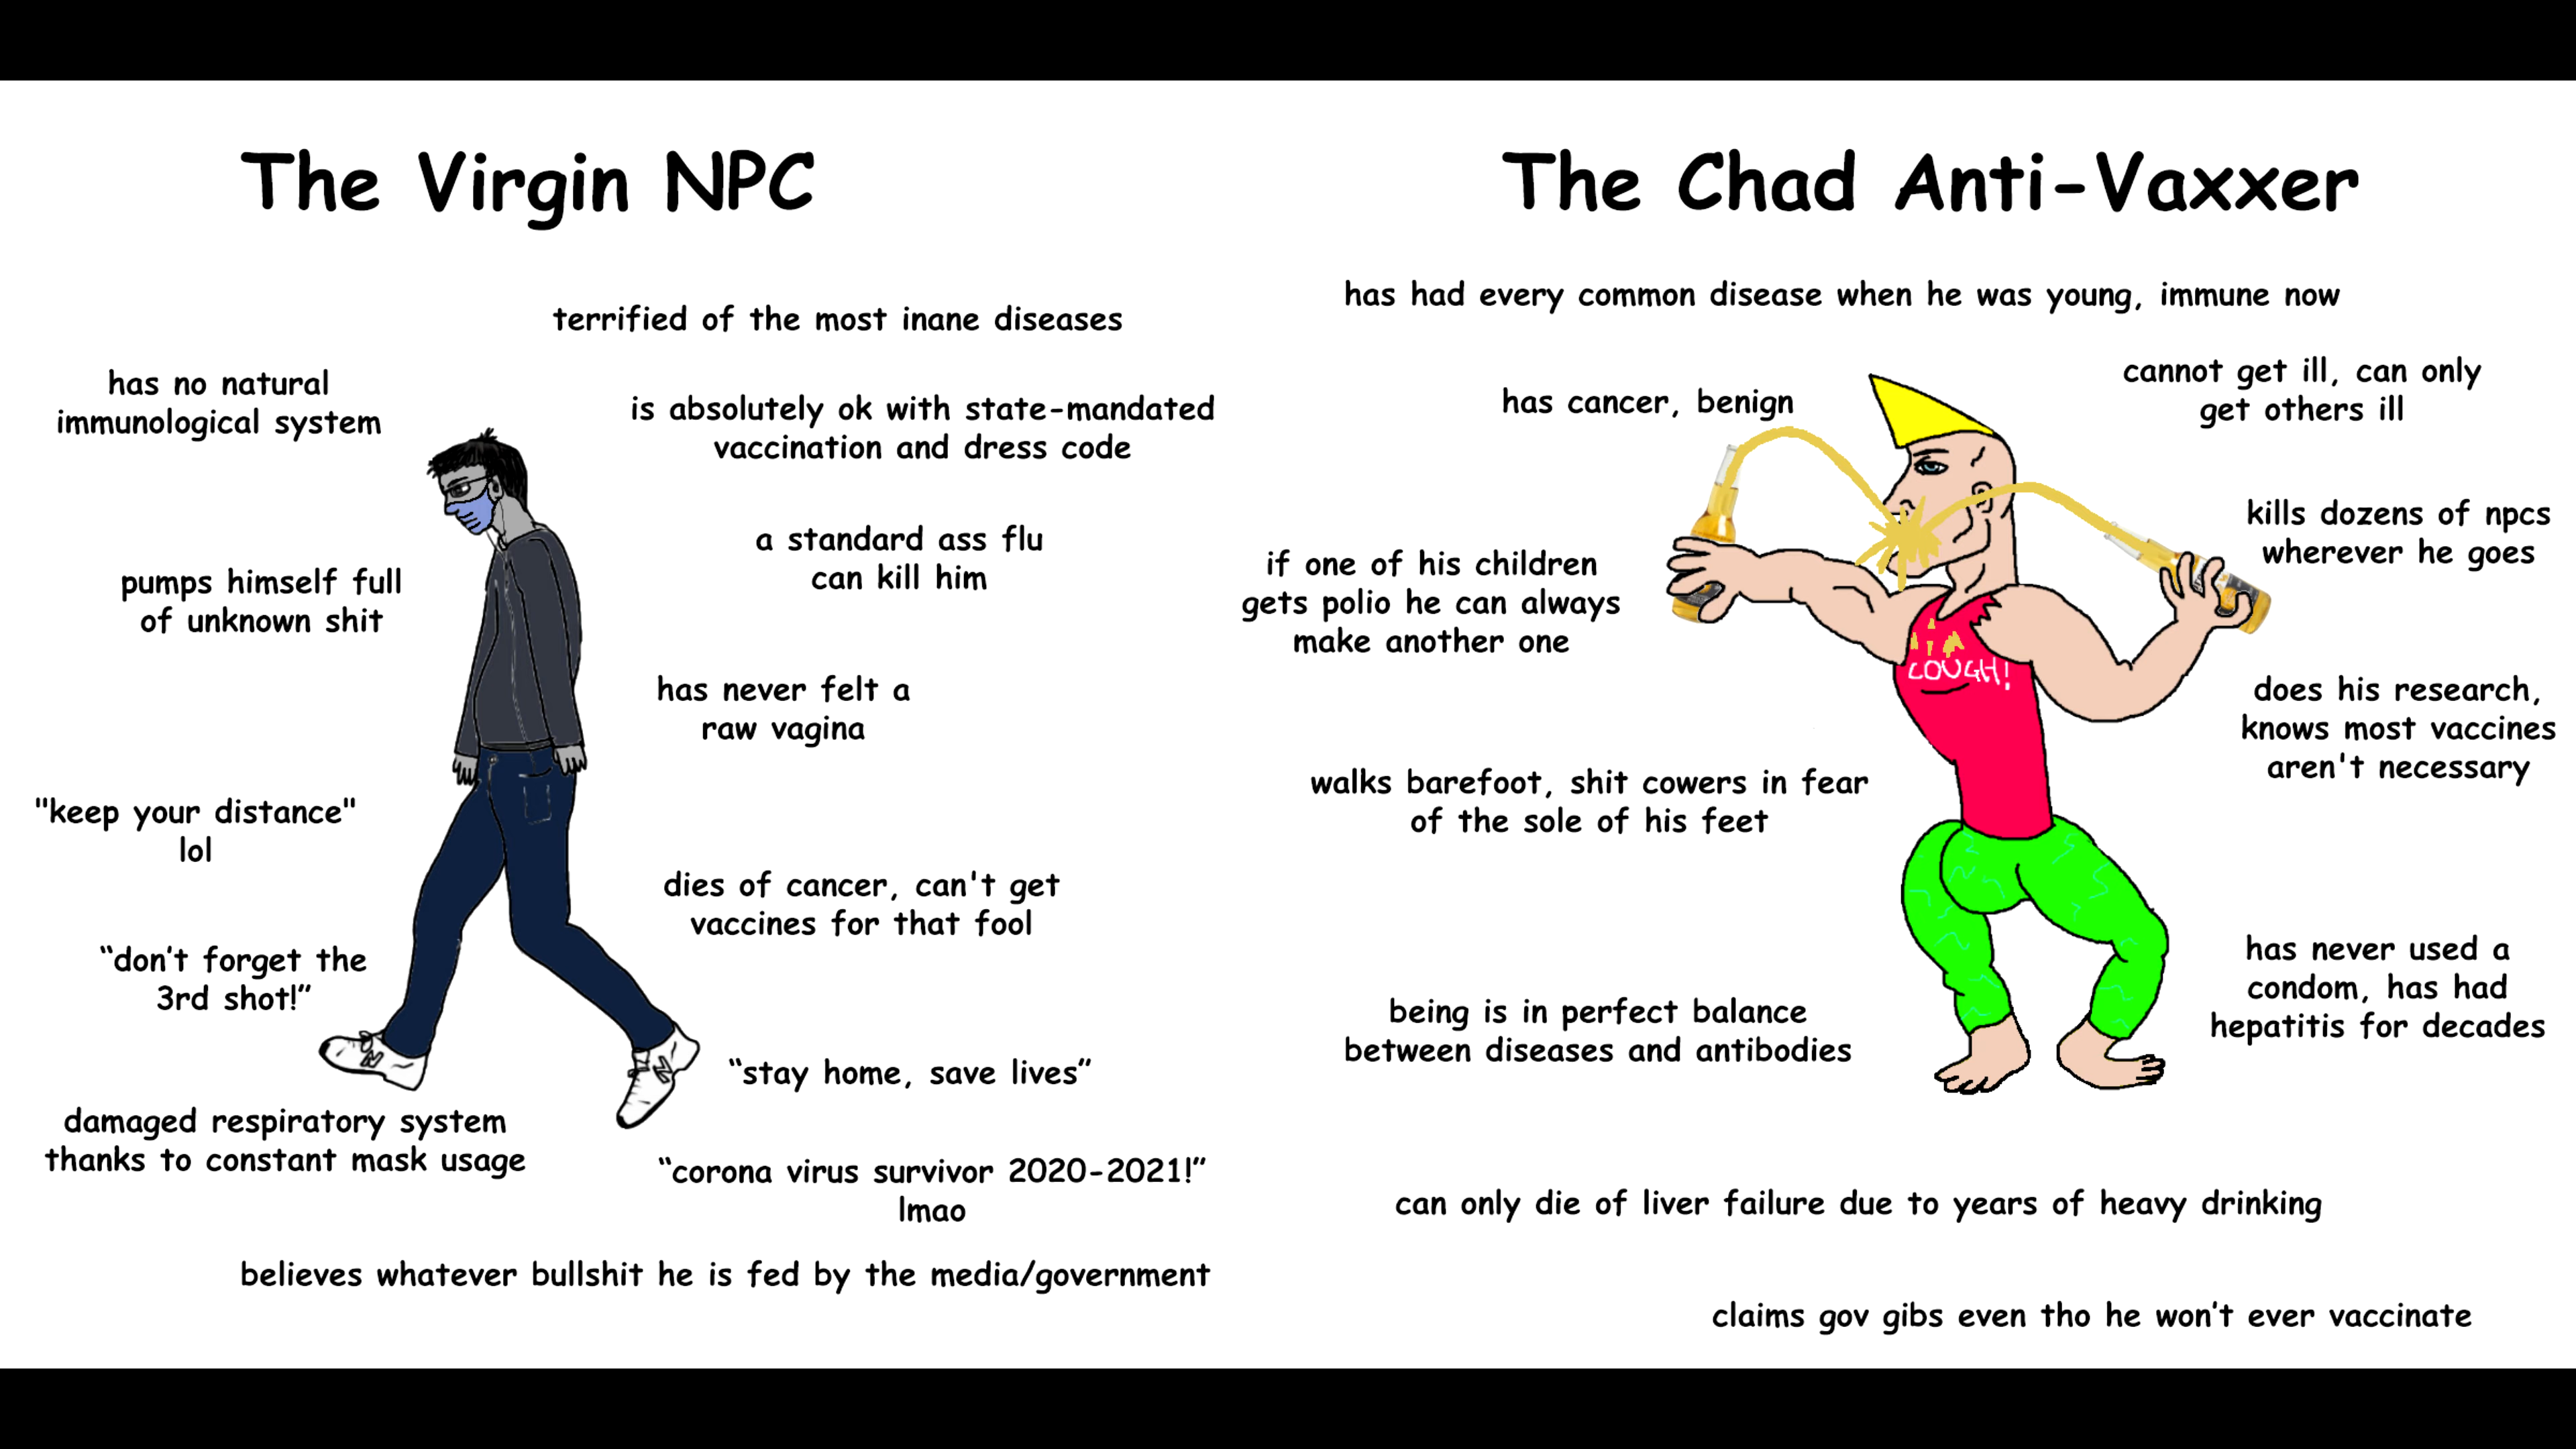 The Virgin NPC
terrified of the most inane diseases
has no natural
immunological system
is absolutely ok with state-mandated
vaccination and dress code
a standard ass flu
can kill him
pumps himself full
of unknown shit
has never felt a
raw vagina
"keep your distance"
lol
dies of cancer, can't get
vaccines for that fool
“don't forget the
3rd shot!”
“stay home, save lives”
damaged respiratory system
thanks to constant mask usage
“corona virus survivor 2020-2021!”
lmao
believes whatever bullshit he is fed by the media/government
The Chad Anti-Vaxxer
has had every common disease when he was young, immune now
has cancer, benign
cannot get ill, can only
get others ill
kills dozens of npcs
wherever he goes
if one of his children
gets polio he can always
make another one
COUGH!
does his research,
knows most vaccines
aren't necessary
walks barefoot, shit cowers in fear
of the sole of his feet
has never used a
condom, has had
hepatitis for decades
being is in perfect balance
between diseases and antibodies
can only die of liver failure due to years of heavy drinking
claims gov gibs even tho he won't ever vaccinate